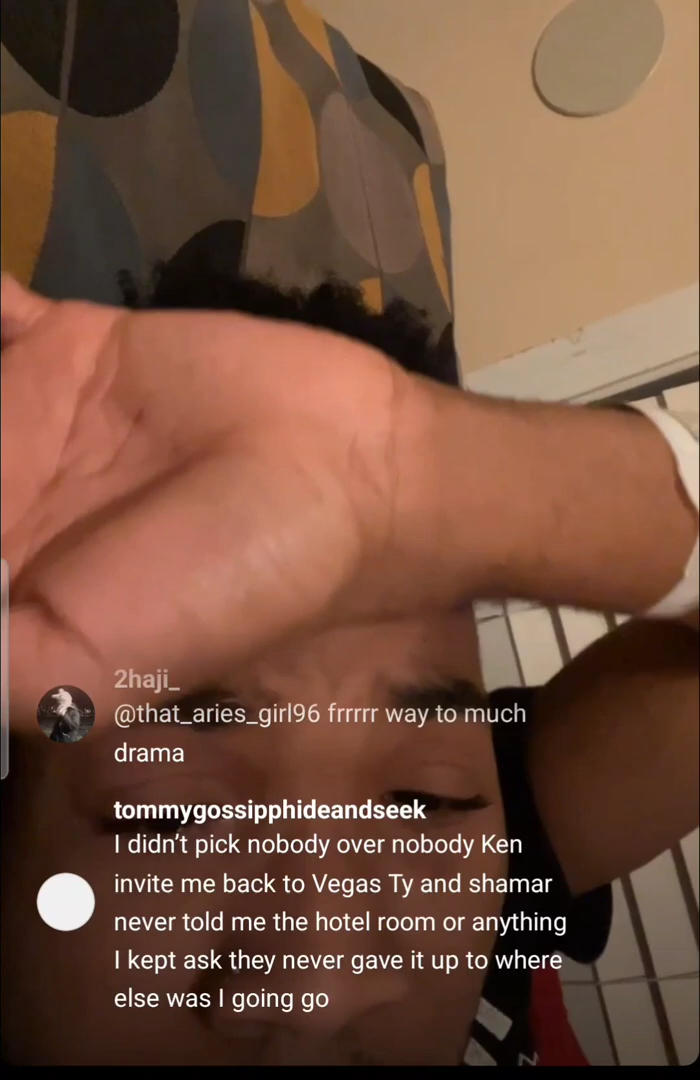 2haji_
@that_aries_girl96 frrrrr way to much
drama
tommygossipphideandseek
I didn't pick nobody over nobody Ken
invite me back to Vegas Ty and shamar
never told me the hotel room or anything
I kept ask they never gave it up to where
else was I going go